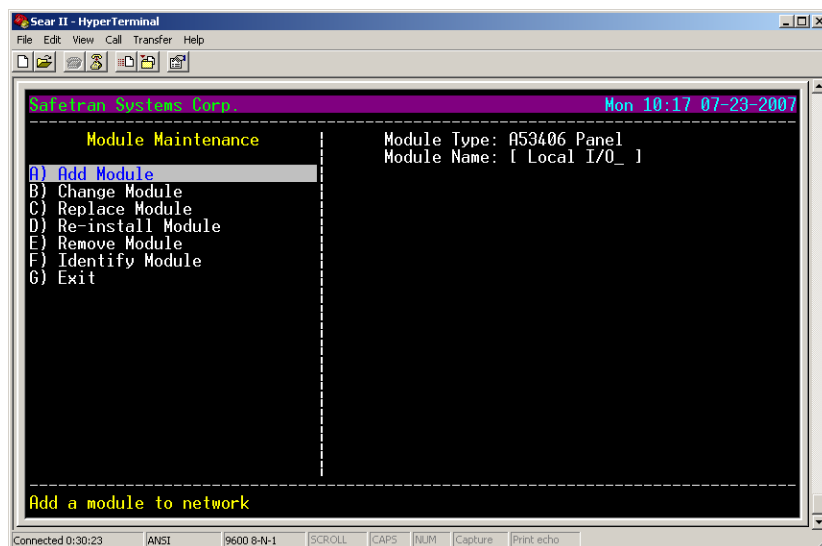 Sear II - HyperTerminal
File Edit View Call Transfer Help
Safetran Systems Corp. Mon 10:17 07-23-2007
Module Maintenance
Module Type: A53406 Panel
Module Name: [ Local I/O_ ]
A) Add Module
B) Change Module
C) Replace Module
D) Re-install Module
E) Remove Module
F) Identify Module
G) Exit
Add a module to network
Connected 0:30:23 ANSI 9600 8-N-1 SCROLL CAPS NUM Capture Print echo